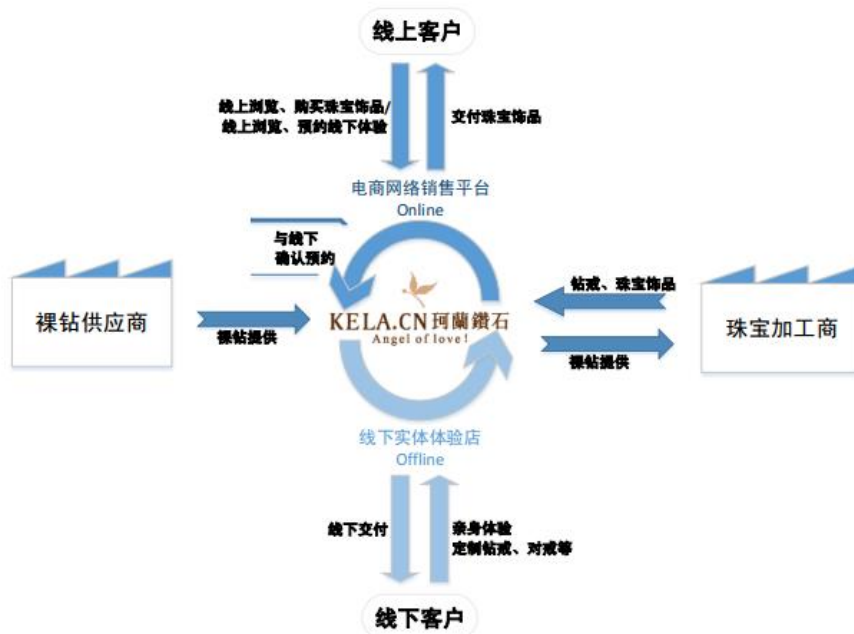 线上客户
线上浏览、购买珠宝饰品/
线上浏览、预约线下体验
交付珠宝饰品
电商网络销售平台
Online
与线下
确认预约
裸钻供应商
裸钻提供
KELA.CN 珂蘭鑽石
Angel of love!
钻戒、珠宝饰品
裸钻提供
珠宝加工商
线下实体体验店
Offline
线下交付
亲身体验
定制钻戒、对戒等
线下客户